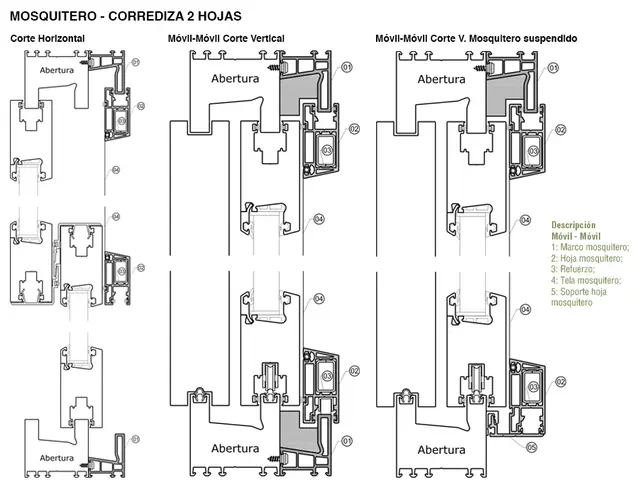 MOSQUITERO - CORREDIZA 2 HOJAS
Corte Horizontal
Móvil-Móvil Corte Vertical
Móvil-Móvil Corte V. Mosquitero suspendido
Abertura
01
02
03
04
04
03
02
Abertura
01
Abertura
01
02
03
04
04
03
02
Abertura
01
Abertura
01
02
03
04
04
03
02
Abertura
05
Descripción
Móvil - Móvil
1: Marco mosquitero;
2: Hoja mosquitero;
3: Refuerzo;
4: Tela mosquitero;
5: Soporte hoja
mosquitero